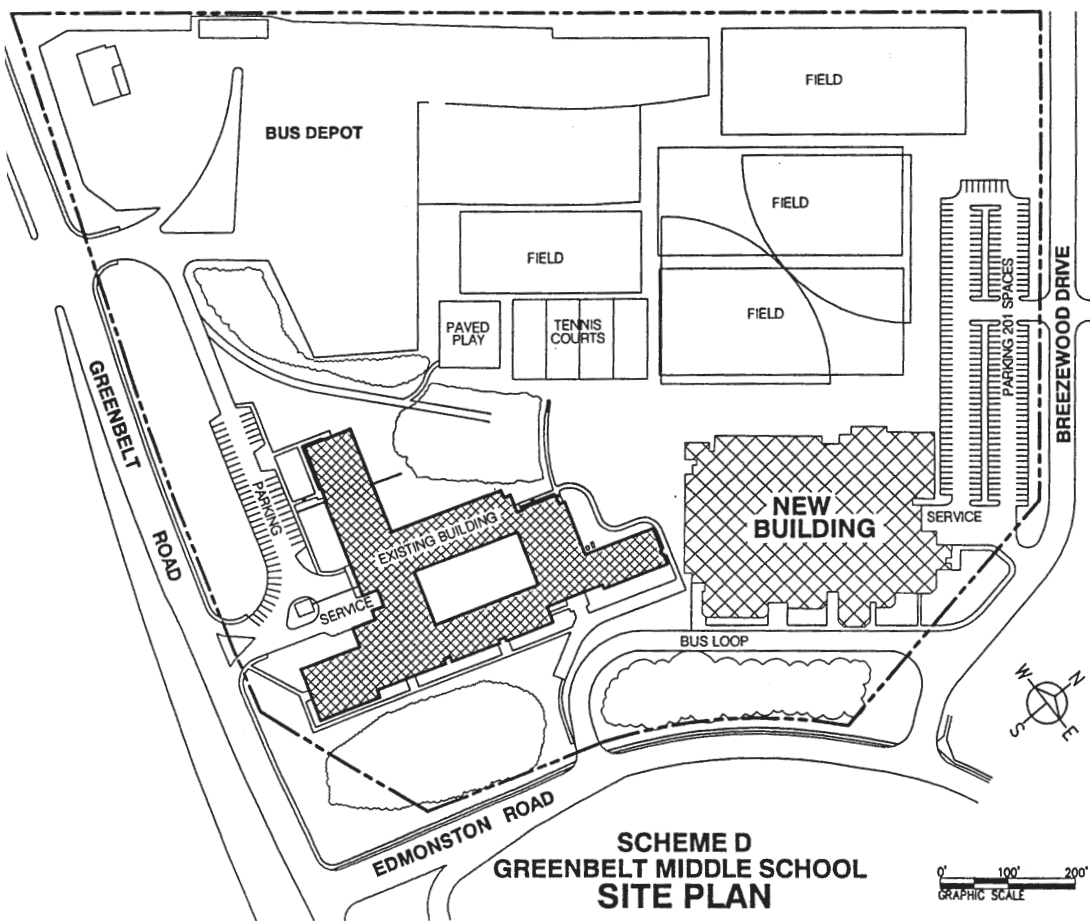 FIELD
BUS DEPOT
FIELD
FIELD
PAVED
PLAY
TENNIS
COURTS
FIELD
PARKING 201 SPACES
BREEZEWOOD DRIVE
GREENBELT
ROAD
PARKING
EXISTING BUILDING
NEW
BUILDING
SERVICE
SERVICE
BUS LOOP
W
N
S
E
EDMONSTON ROAD
SCHEME D
GREENBELT MIDDLE SCHOOL
SITE PLAN
0' 100' 200'
GRAPHIC SCALE